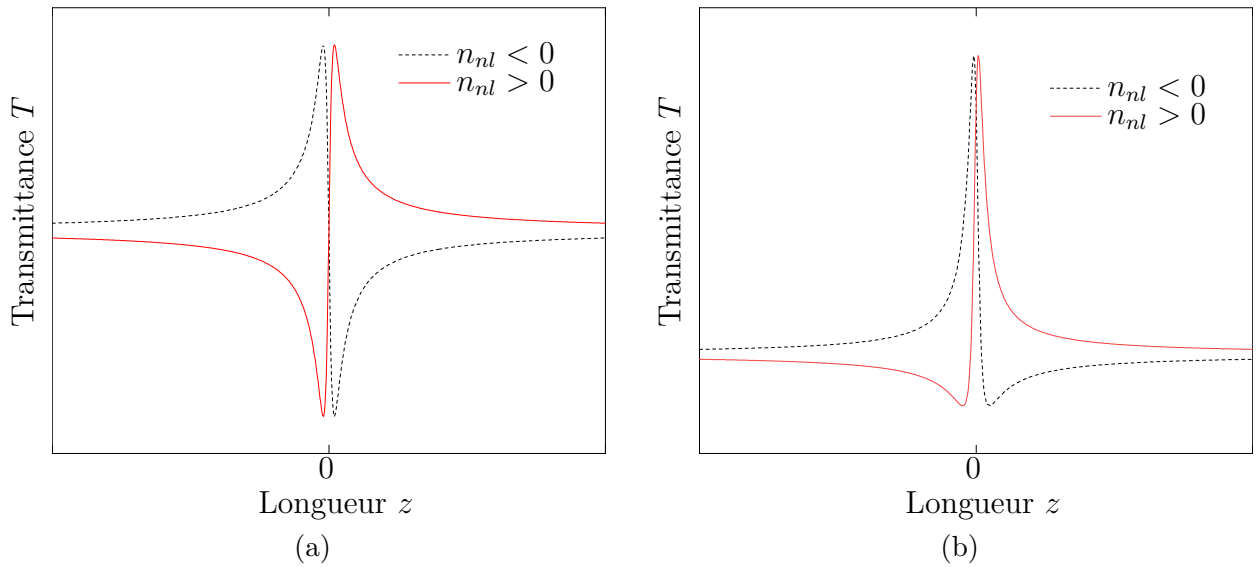 Transmittance T
n_{nl} < 0
n_{nl} > 0
0
Longueur z
(a)
Transmittance T
n_{nl} < 0
n_{nl} > 0
0
Longueur z
(b)